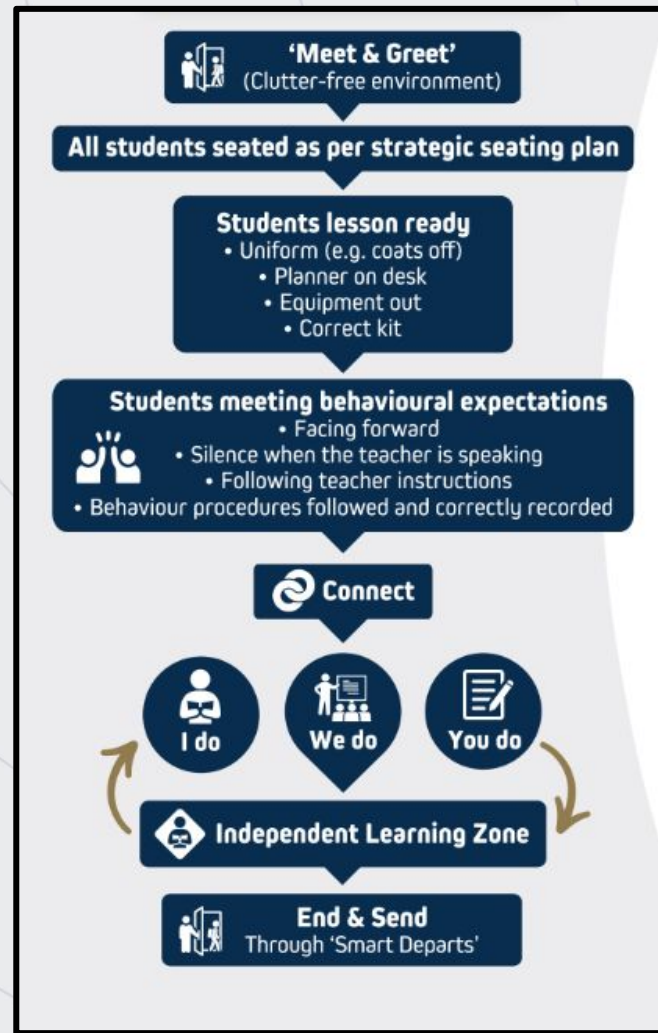 'Meet & Greet'
(Clutter-free environment)
All students seated as per strategic seating plan
Students lesson ready
• Uniform (e.g. coats off)
• Planner on desk
• Equipment out
• Correct kit
Students meeting behavioural expectations
• Facing forward
• Silence when the teacher is speaking
• Following teacher instructions
• Behaviour procedures followed and correctly recorded
Connect
I do
We do
You do
Independent Learning Zone
End & Send
Through 'Smart Departs'